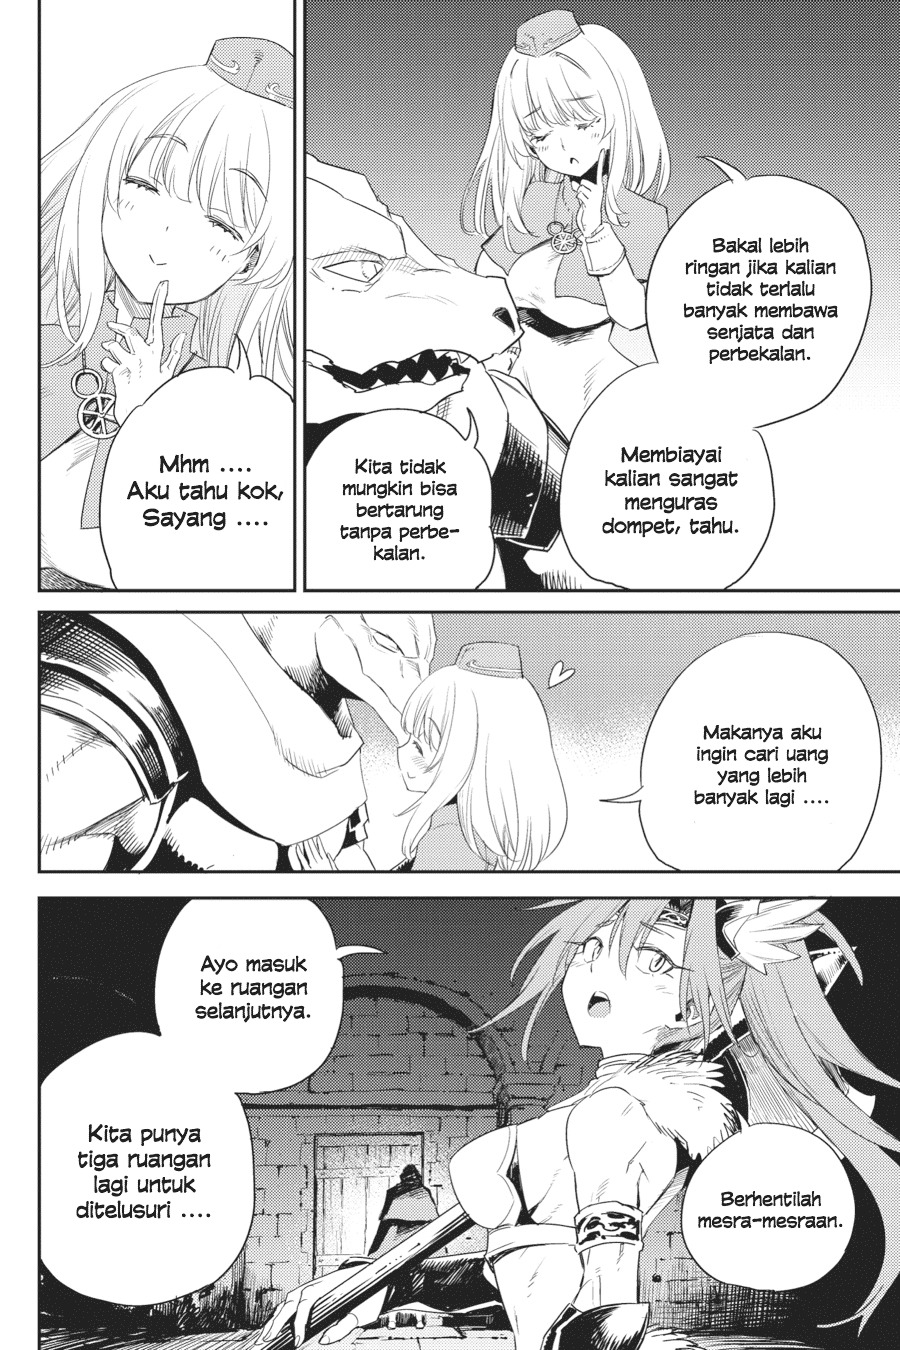 Bakal lebih
ringan jika kalian
tidak terlalu
banyak membawa
senjata dan
perbekalan.
Membiayai
kalian sangat
menguras
dompet, tahu.
Kita tidak
mungkin bisa
bertarung
tanpa perbe-
kalan.
Mhm ....
Aku tahu kok,
Sayang ....
Makanya aku
ingin cari uang
yang lebih
banyak lagi ....
Berhentilah
mesra-mesraan.
Ayo masuk
ke ruangan
selanjutnya.
Kita punya
tiga ruangan
lagi untuk
ditelusuri ....